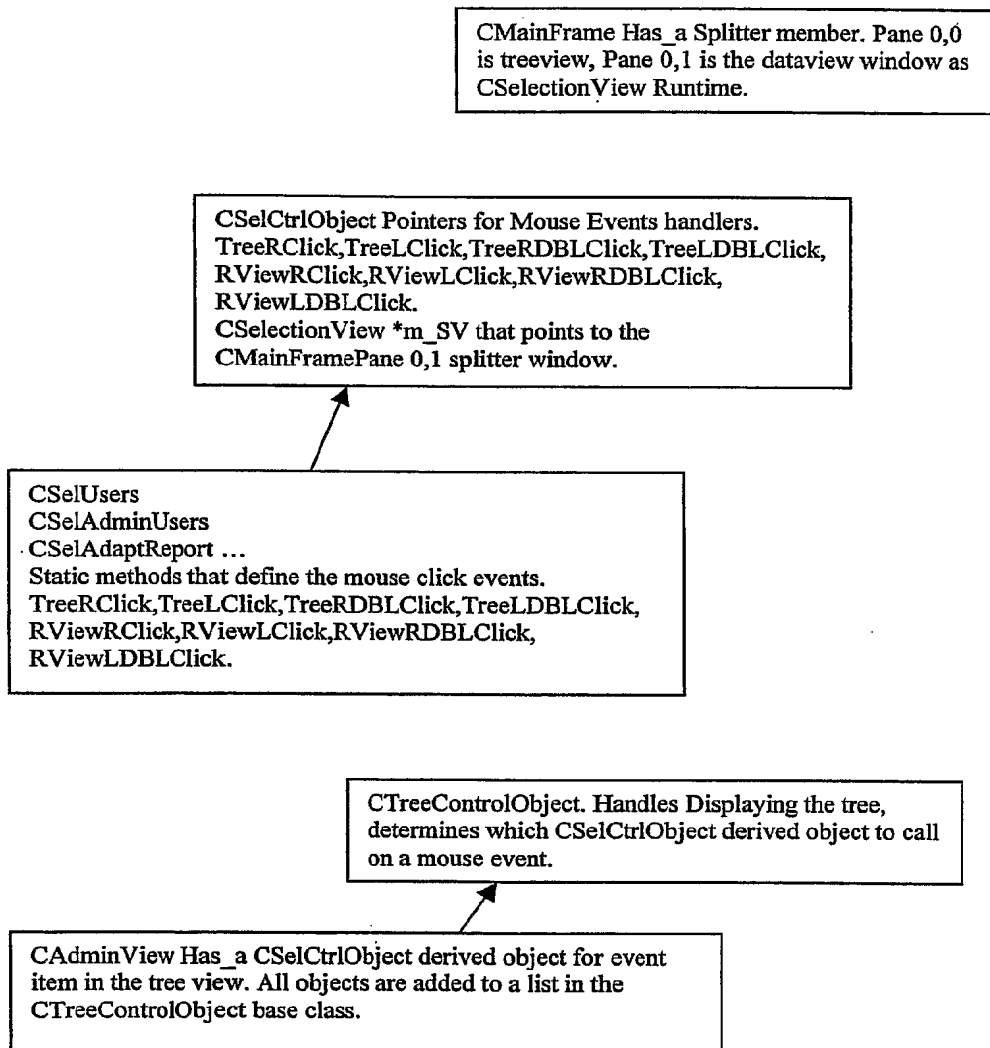 CMainFrame Has_a Splitter member. Pane 0,0
is treeview, Pane 0,1 is the dataview window as
CSelectionView Runtime.
CSelCtrlObject Pointers for Mouse Events handlers.
TreeRClick,TreeLClick,TreeRDBLClick,TreeLDBLClick,
RViewRClick,RViewLClick,RViewRDBLClick,
RViewLDBLClick.
CSelectionView *m_SV that points to the
CMainFramePane 0,1 splitter window.
CSelUsers
CSelAdminUsers
CSelAdaptReport ...
Static methods that define the mouse click events.
TreeRClick,TreeLClick,TreeRDBLClick,TreeLDBLClick,
RViewRClick,RViewLClick,RViewRDBLClick,
RViewLDBLClick.
CTreeControlObject. Handles Displaying the tree,
determines which CSelCtrlObject derived object to call
on a mouse event.
CAdminView Has_a CSelCtrlObject derived object for event
item in the tree view. All objects are added to a list in the
CTreeControlObject base class.